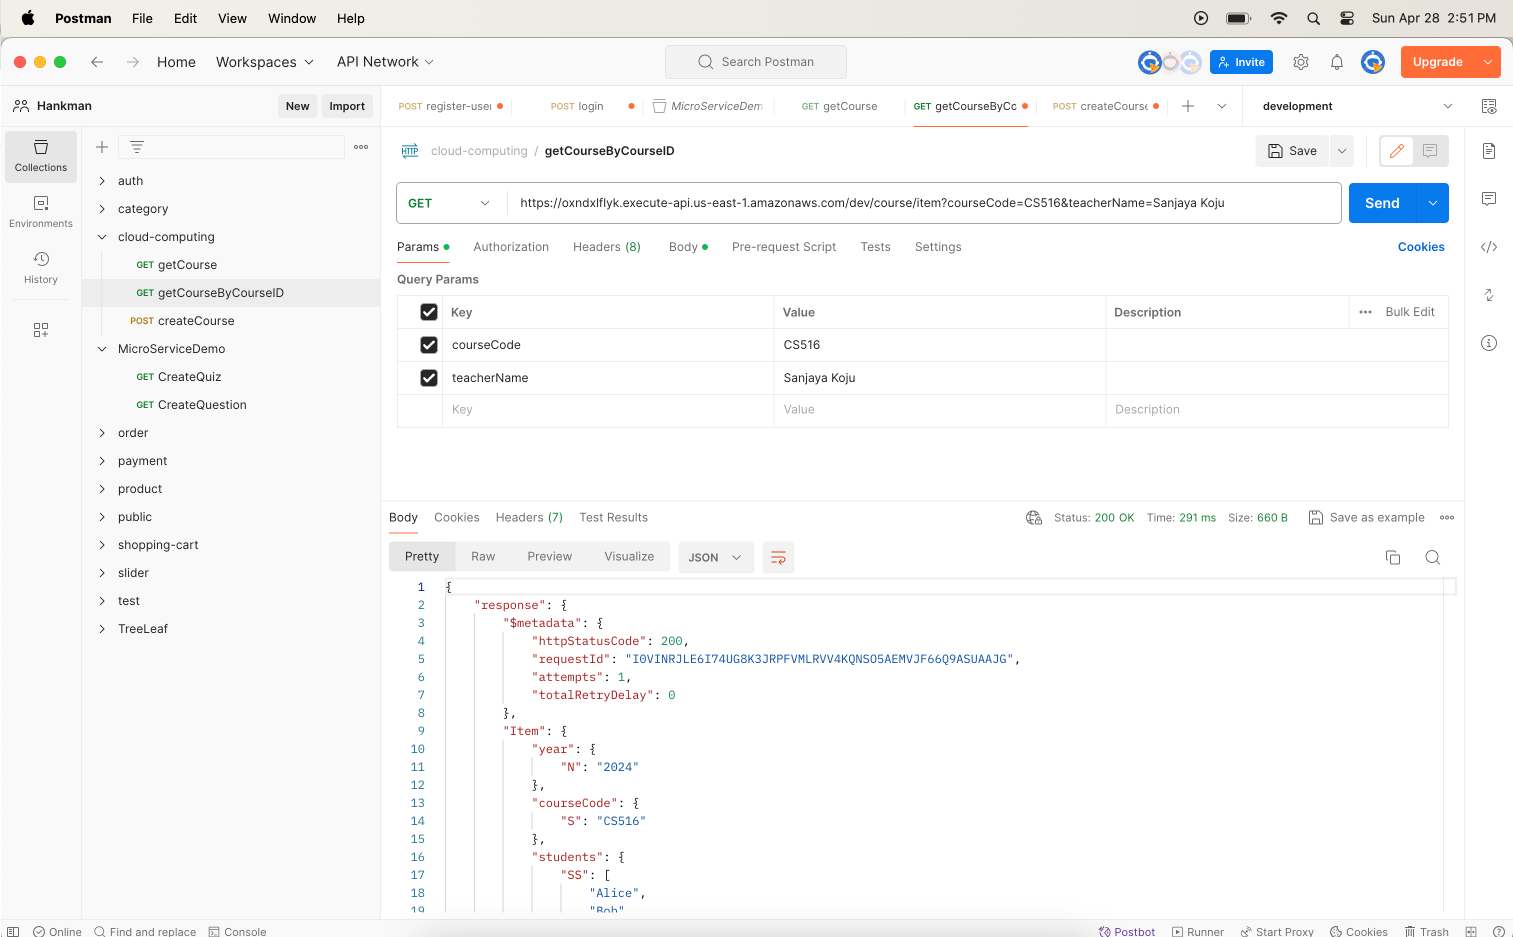 Postman File Edit View Window Help Sun Apr 28 2:51 PM
Home Workspaces API Network Search Postman Invite Upgrade
Hankman New Import
POST register-user POST login MicroServiceDem GET getCourse GET getCourseByCo POST createCourse development
Collections
Environments
History
auth
category
cloud-computing
GET getCourse
GET getCourseByCourseID
POST createCourse
MicroServiceDemo
GET CreateQuiz
GET CreateQuestion
order
payment
product
public
shopping-cart
slider
test
TreeLeaf
HTTP cloud-computing / getCourseByCourseID Save
GET https://oxndxlflyk.execute-api.us-east-1.amazonaws.com/dev/course/item?courseCode=CS516&teacherName=Sanjaya Koju Send
Params Authorization Headers (8) Body Pre-request Script Tests Settings Cookies
Query Params
Key Value Description Bulk Edit
courseCode CS516
teacherName Sanjaya Koju
Key Value Description
Body Cookies Headers (7) Test Results Status: 200 OK Time: 291 ms Size: 660 B Save as example
Pretty Raw Preview Visualize JSON
1 {
2 "response": {
3 "$metadata": {
4 "httpStatusCode": 200,
5 "requestId": "I0VINRJLE6I74UG8K3JRPFVMLRVV4KQNSO5AEMVJF66Q9ASUAAJG",
6 "attempts": 1,
7 "totalRetryDelay": 0
8 },
9 "Item": {
10 "year": {
11 "N": "2024"
12 },
13 "courseCode": {
14 "S": "CS516"
15 },
16 "students": {
17 "SS": [
18 "Alice",
19 "Bob"
Online Find and replace Console Postbot Runner Start Proxy Cookies Trash